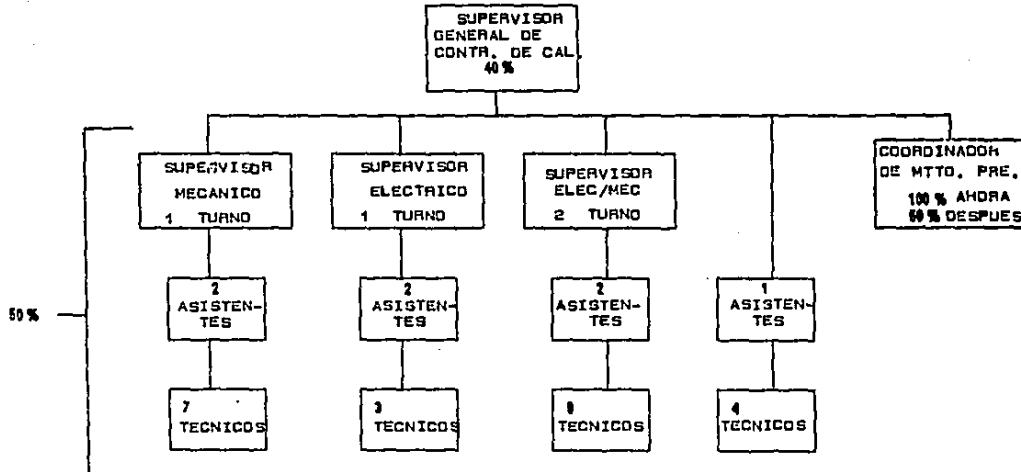 SUPERVISOR
GENERAL DE
CONTR. DE CAL.
40 %
SUPERVISOR
MECANICO
1 TURNO
SUPERVISOR
ELECTRICO
1 TURNO
SUPERVISOR
ELEC/MEC
2 TURNO
COORDINADOR
DE MTTO. PRE.
100 % AHORA
DESPUES
2
ASISTEN-
TES
2
ASISTEN-
TES
2
ASISTEN-
TES
1
ASISTEN-
TES
7
TECNICOS
3
TECNICOS
TECNICOS
4
TECNICOS